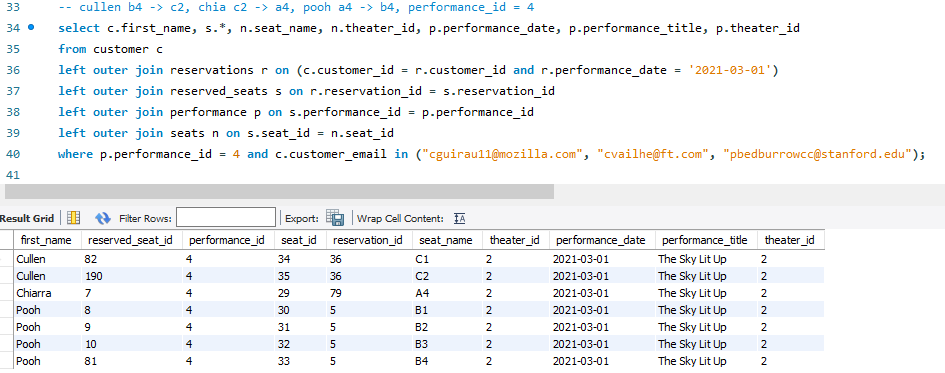 33 -- cullen b4 -> c2, chia c2 -> a4, pooh a4 -> b4, performance_id = 4
34 select c.first_name, s.*, n.seat_name, n.theater_id, p.performance_date, p.performance_title, p.theater_id
35 from customer c
36 left outer join reservations r on (c.customer_id = r.customer_id and r.performance_date = '2021-03-01')
37 left outer join reserved_seats s on r.reservation_id = s.reservation_id
38 left outer join performance p on s.performance_id = p.performance_id
39 left outer join seats n on s.seat_id = n.seat_id
40 where p.performance_id = 4 and c.customer_email in ("cguirau11@mozilla.com", "cvailhe@ft.com", "pbedburrowcc@stanford.edu");
41
Result Grid Filter Rows: Export: Wrap Cell Content:
first_name reserved_seat_id performance_id seat_id reservation_id seat_name theater_id performance_date performance_title theater_id
Cullen 82 4 34 36 C1 2 2021-03-01 The Sky Lit Up 2
Cullen 190 4 35 36 C2 2 2021-03-01 The Sky Lit Up 2
Chiarra 7 4 29 79 A4 2 2021-03-01 The Sky Lit Up 2
Pooh 8 4 30 5 B1 2 2021-03-01 The Sky Lit Up 2
Pooh 9 4 31 5 B2 2 2021-03-01 The Sky Lit Up 2
Pooh 10 4 32 5 B3 2 2021-03-01 The Sky Lit Up 2
Pooh 81 4 33 5 B4 2 2021-03-01 The Sky Lit Up 2